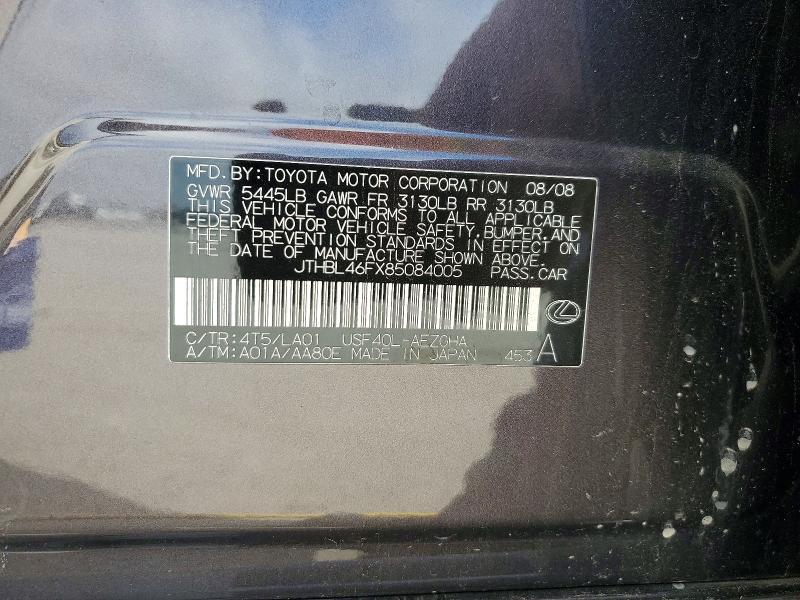 MFD.BY:TOYOTA MOTOR CORPORATION 08/08
GVWR 5445LB GAWR FR 3130LB RR 3130LB
THIS VEHICLE CONFORMS TO ALL APPLICABLE
FEDERAL MOTOR VEHICLE SAFETY,BUMPER,AND
THEFT PREVENTION STANDARDS IN EFFECT ON
THE DATE OF MANUFACTURE SHOWN ABOVE.
JTHBL46FX85084005 PASS.CAR
C/TR:4T5/LA01 USF40L-AEZGHA
A/TM:A01A/AA80E MADE IN JAPAN 453 A